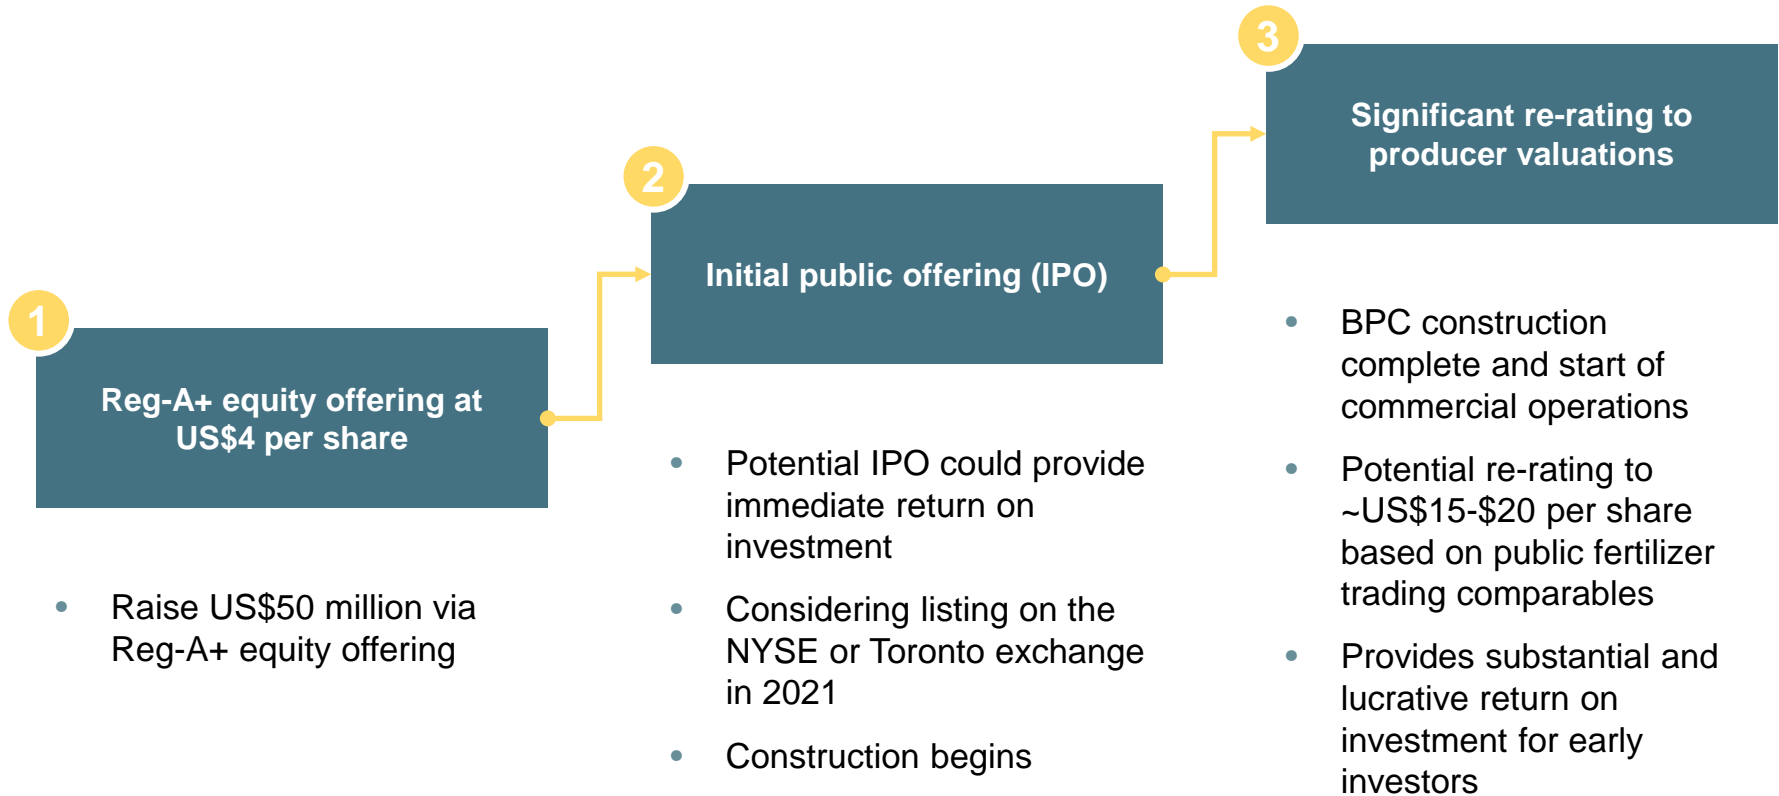 1
Reg-A+ equity offering at
US$4 per share
• Raise US$50 million via
Reg-A+ equity offering
2
Initial public offering (IPO)
• Potential IPO could provide
immediate return on
investment
• Considering listing on the
NYSE or Toronto exchange
in 2021
• Construction begins
3
Significant re-rating to
producer valuations
• BPC construction
complete and start of
commercial operations
• Potential re-rating to
~US$15-$20 per share
based on public fertilizer
trading comparables
• Provides substantial and
lucrative return on
investment for early
investors